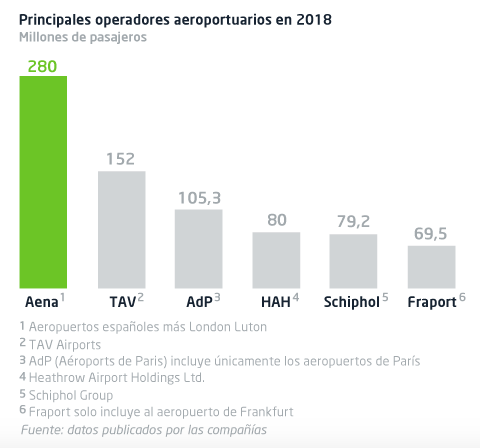 Principales operadores aeroportuarios en 2018
Millones de pasajeros
280
152
105,3
80
79,2
69,5
Aena1 TAV2 AdP3 HAH4 Schiphol5 Fraport6
1 Aeropuertos españoles más London Luton
2 TAV Airports
3 AdP (Aéroports de Paris) incluye únicamente los aeropuertos de París
4 Heathrow Airport Holdings Ltd.
5 Schiphol Group
6 Fraport solo incluye al aeropuerto de Frankfurt
Fuente: datos publicados por las compañías